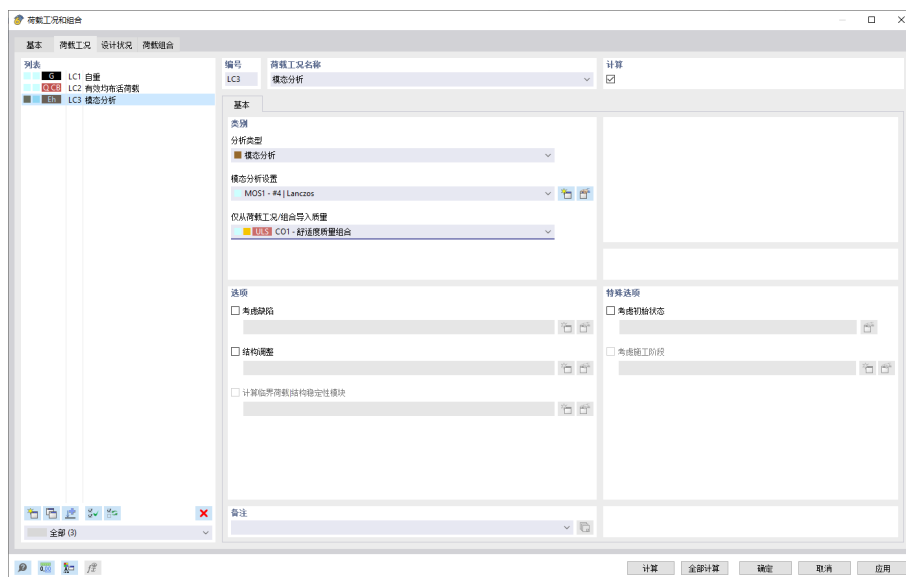 荷载工况和组合
基本 荷载工况 设计状况 荷载组合
列表
G LC1 自重
Q CB LC2 有效均布活荷载
Eh LC3 模态分析
全部 (3)
编号 荷载工况名称
LC3 模态分析
计算
基本
类别
分析类型
模态分析
模态分析设置
MOS1 - #4 | Lanczos
仅从荷载工况/组合导入质量
ULS CO1 - 舒适度质量组合
选项
考虑缺陷
结构调整
计算临界荷载|结构稳定性模块
特殊选项
考虑初始状态
考虑施工阶段
备注
计算 全部计算 确定 取消 应用